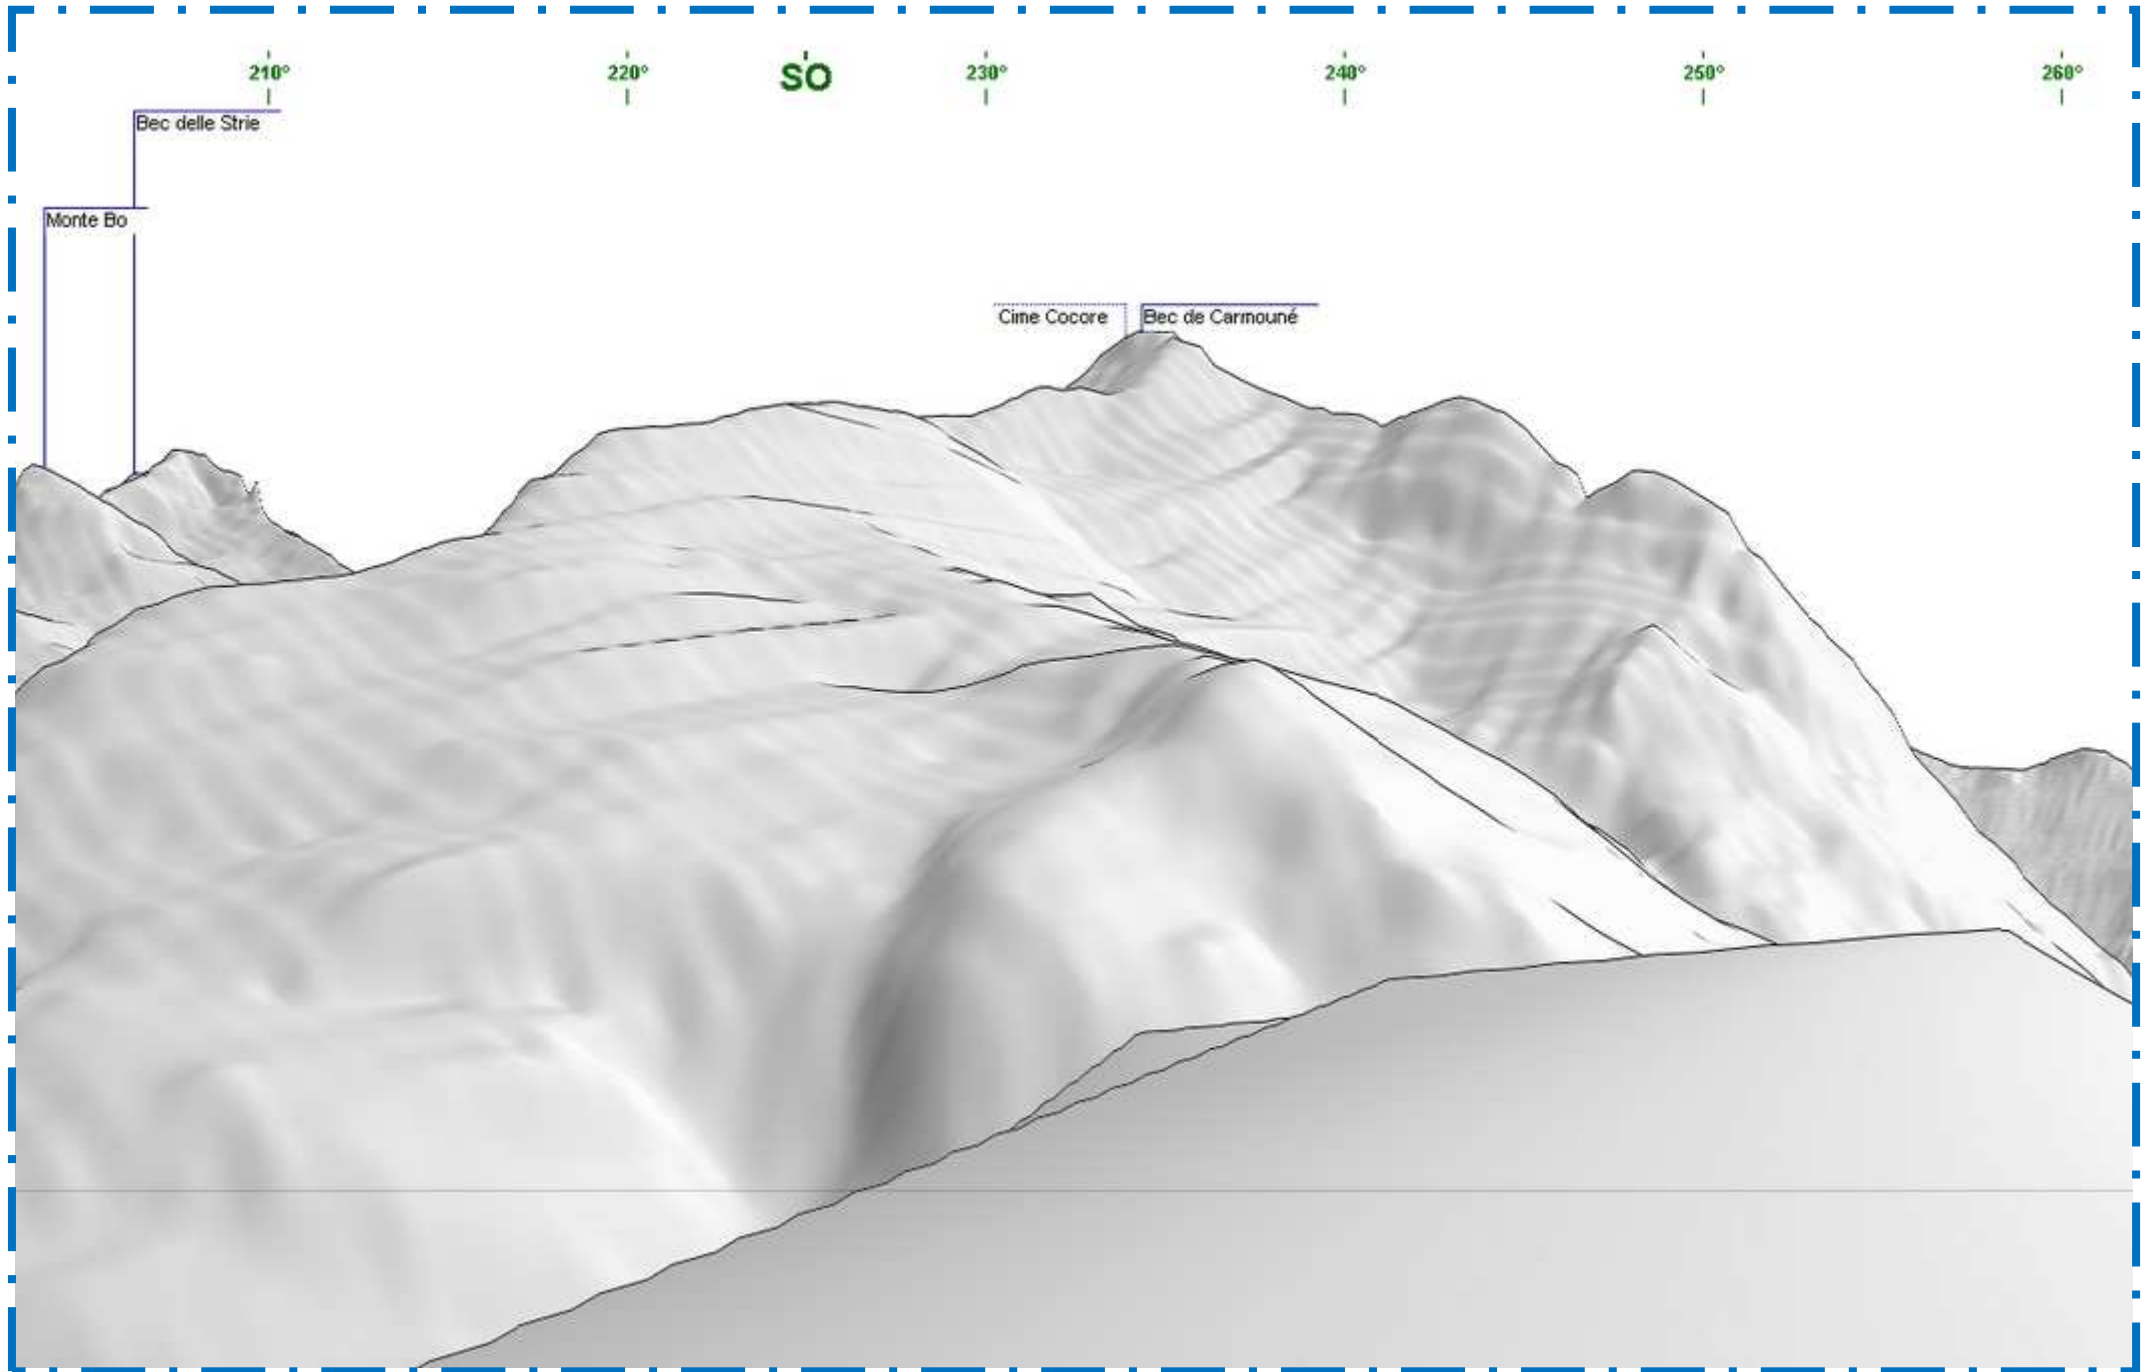 210° 220° SO 230° 240° 250° 260°
Bec delle Strie
Monte Bo
Cime Cocore Bec de Carmouné